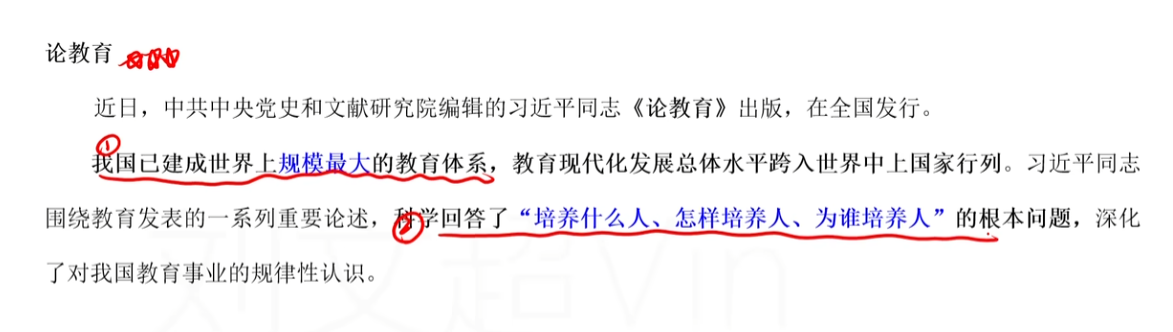 论教育
近日，中共中央党史和文献研究院编辑的习近平同志《论教育》出版，在全国发行。
①
我国已建成世界上规模最大的教育体系，教育现代化发展总体水平跨入世界中上国家行列。习近平同志
围绕教育发表的一系列重要论述，科学回答了“培养什么人、怎样培养人、为谁培养人”的根本问题，深化
②
了对我国教育事业的规律性认识。